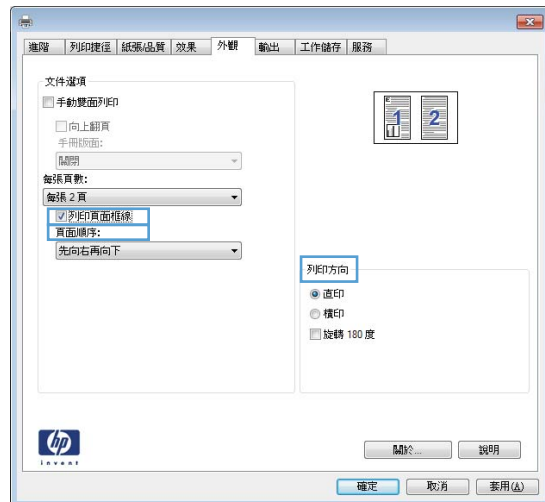 進階 列印捷徑 紙張/品質 效果 外觀 輸出 工作儲存 服務
文件選項
手動雙面列印
向上翻頁
手冊版面:
關閉
每張頁數:
每張 2 頁
列印頁面框線
頁面順序:
先向右再向下
1 2
列印方向
直印
橫印
旋轉 180 度
hp
invent
關於... 說明
確定 取消 套用(A)